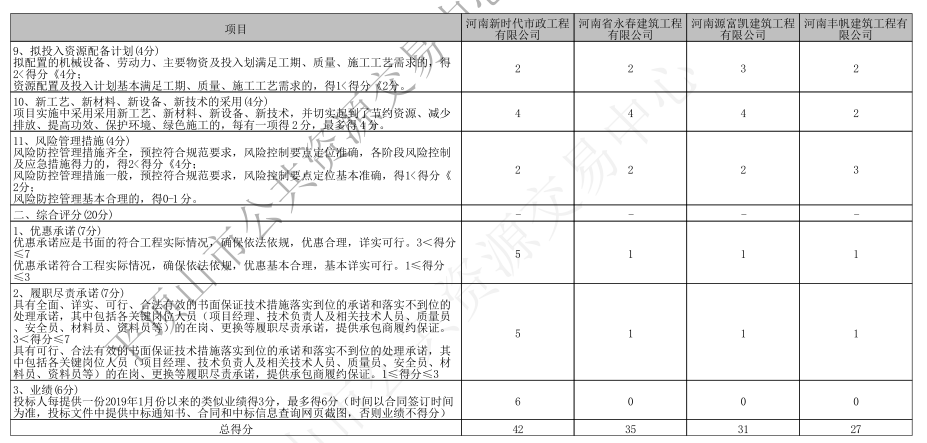 项目 河南新时代市政工程有限公司 河南省永春建筑工程有限公司 河南源富凯建筑工程有限公司 河南丰帆建筑工程有限公司
9、拟投入资源配备计划(4分)
拟配置的机械设备、劳动力、主要物资及投入划满足工期、质量、施工工艺需求的，得
2<得分《4分；
资源配置及投入计划基本满足工期、质量、施工工艺需求的，得1<得分《2分。
2 2 3 2
10、新工艺、新材料、新设备、新技术的采用(4分)
项目实施中采用采用新工艺、新材料、新设备、新技术，并切实起到了节约资源、减少
排放、提高功效、保护环境、绿色施工的，每有一项得2分，最多得4分。
4 4 4 2
11、风险管理措施(4分)
风险防控管理措施齐全，预控符合规范要求，风险控制要点定位准确，各阶段风险控制
及应急措施得力的，得2<得分《4分；
风险防控管理措施一般，预控符合规范要求，风险控制要点定位基本准确，得1<得分《
2分；
风险防控管理基本合理的，得0-1分。
2 2 2 3
二、综合评分(20分) - - - -
1、优惠承诺(7分)
优惠承诺应是书面的符合工程实际情况，确保依法依规，优惠合理，详实可行。3＜得分
≤7
优惠承诺符合工程实际情况，确保依法依规，优惠基本合理，基本详实可行。1≤得分
≤3
5 1 1 1
2、履职尽责承诺(7分)
具有全面、详实、可行、合法有效的书面保证技术措施落实到位的承诺和落实不到位的
处理承诺，其中包括各关键岗位人员（项目经理、技术负责人及相关技术人员、质量员
、安全员、材料员、资料员等）的在岗、更换等履职尽责承诺，提供承包商履约保证。
3＜得分≤7
具有可行、合法有效的书面保证技术措施落实到位的承诺和落实不到位的处理承诺，其
中包括各关键岗位人员（项目经理、技术负责人及相关技术人员、质量员、安全员、材
料员、资料员等）的在岗、更换等履职尽责承诺，提供承包商履约保证。1≤得分≤3
5 1 1 1
3、业绩(6分)
投标人每提供一份2019年1月份以来的类似业绩得3分，最多得6分（时间以合同签订时间
为准，投标文件中提供中标通知书、合同和中标信息查询网页截图，否则业绩不得分）
6 0 0 0
总得分 42 35 31 27
平顶山市公共资源交易中心